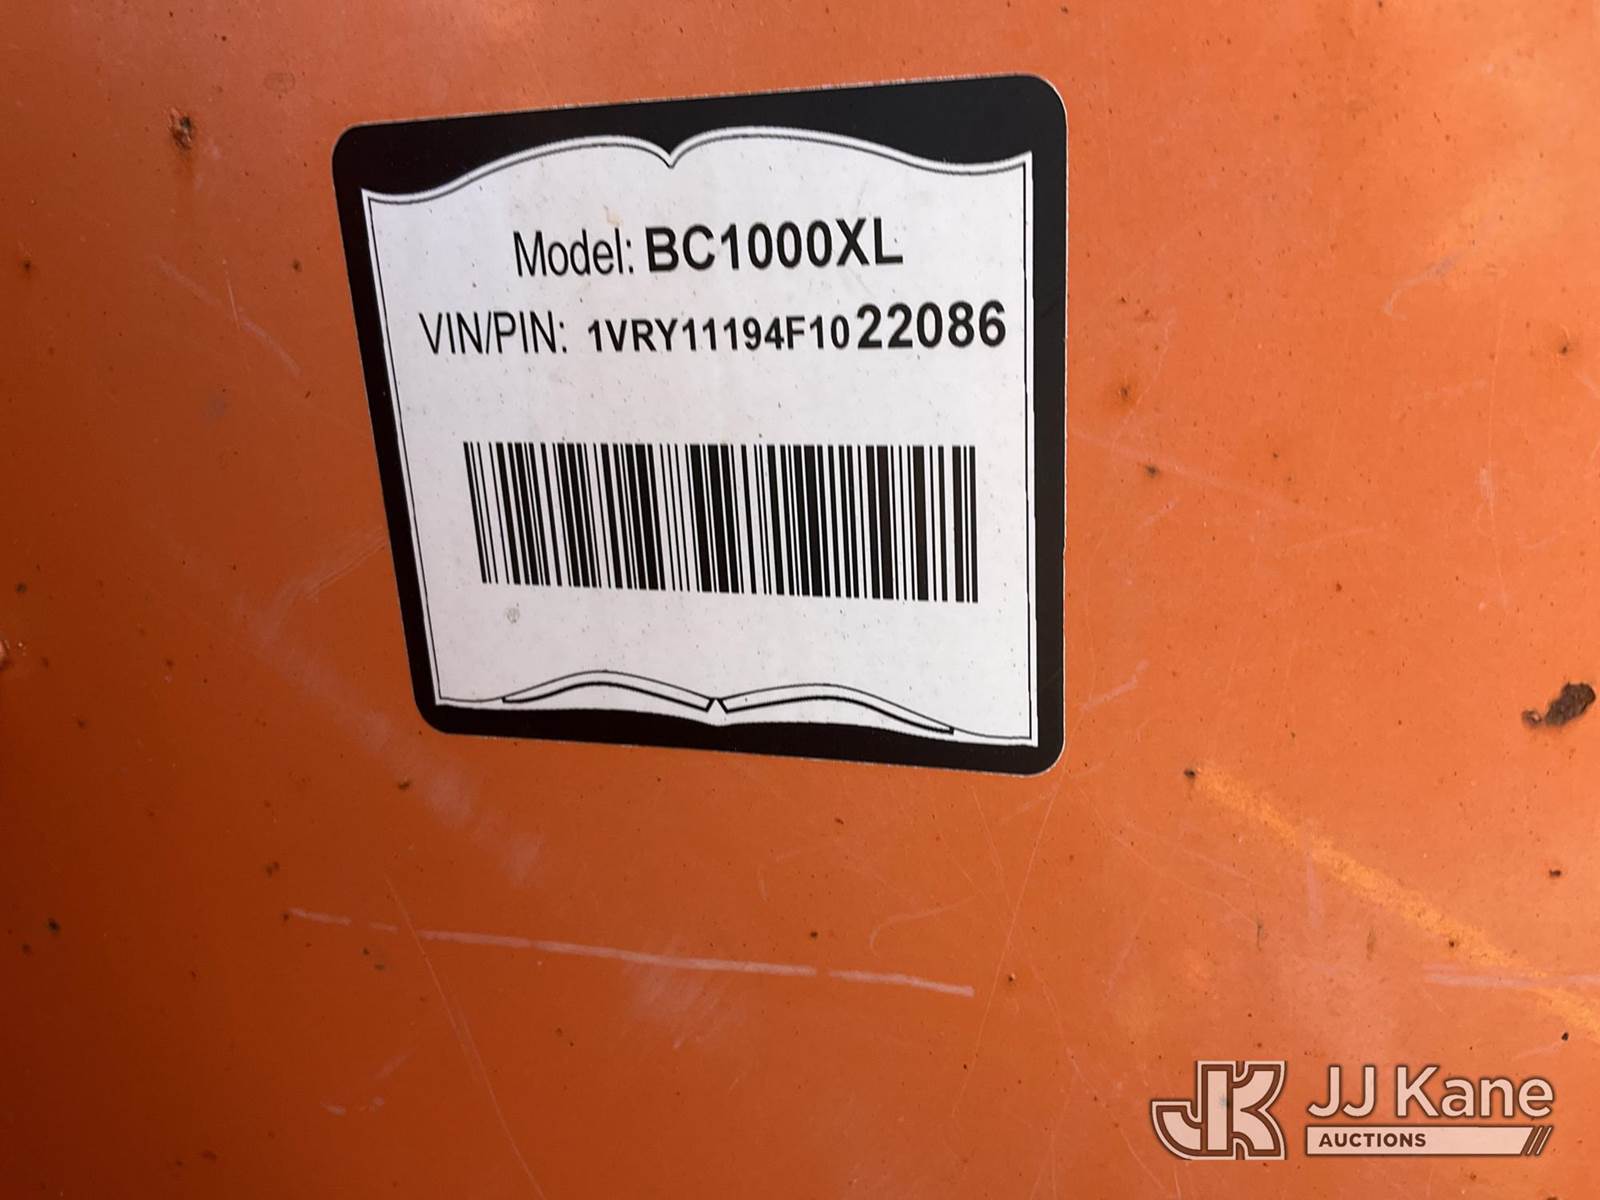 Model: BC1000XL
VIN/PIN: 1VRY11194F1022086
JJ Kane
AUCTIONS